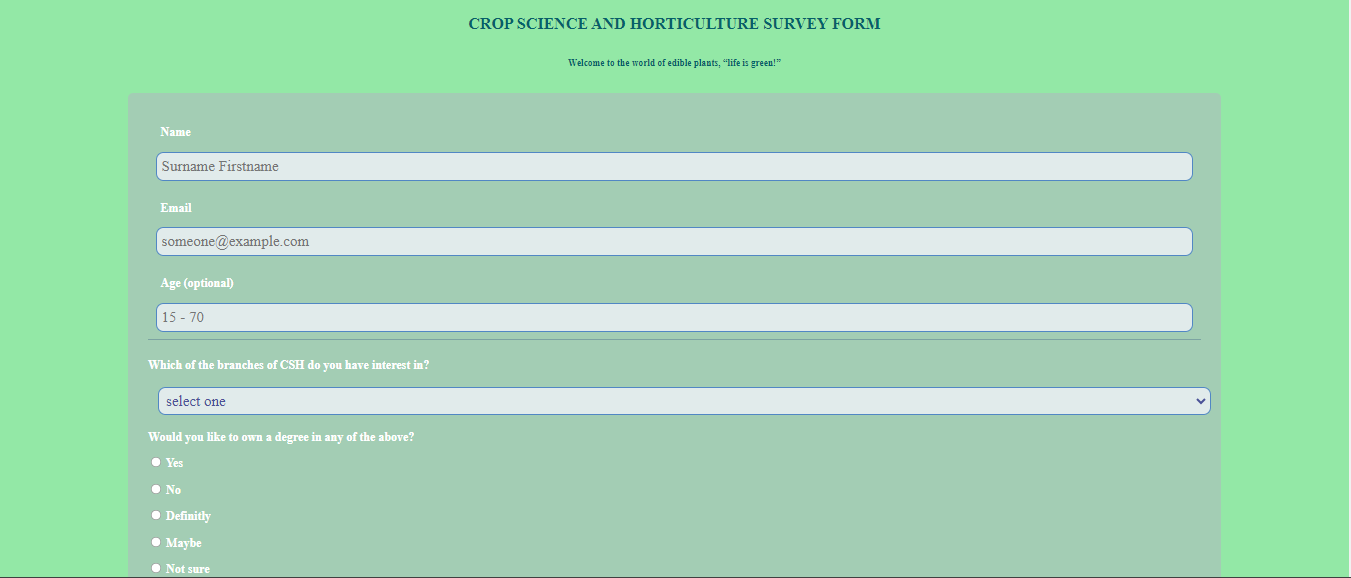 CROP SCIENCE AND HORTICULTURE SURVEY FORM
Welcome to the world of edible plants, “life is green!”
Name
Surname Firstname
Email
someone@example.com
Age (optional)
15 - 70
Which of the branches of CSH do you have interest in?
select one
Would you like to own a degree in any of the above?
Yes
No
Definitly
Maybe
Not sure